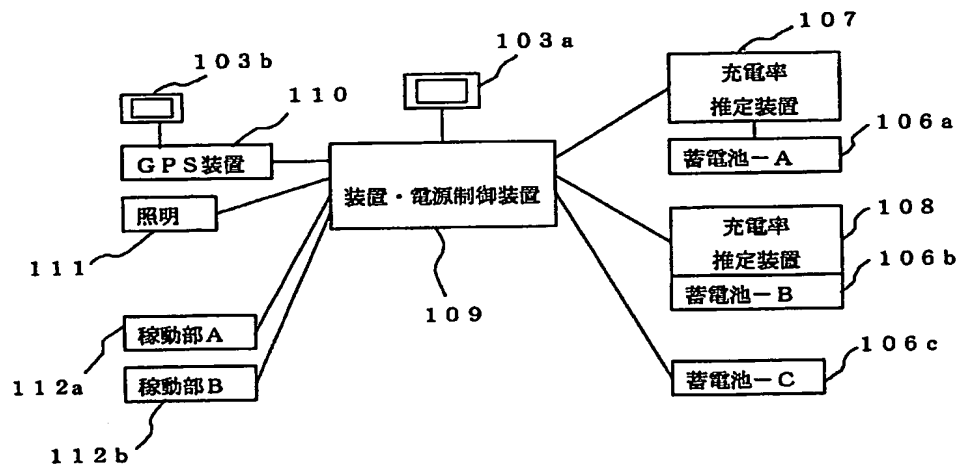 103b
110
103a
107
充電率
推定装置
106a
蓄電池－A
GPS装置
照明
111
装置・電源制御装置
109
充電率
推定装置
108
蓄電池－B
106b
稼動部A
112a
稼動部B
112b
蓄電池－C
106c